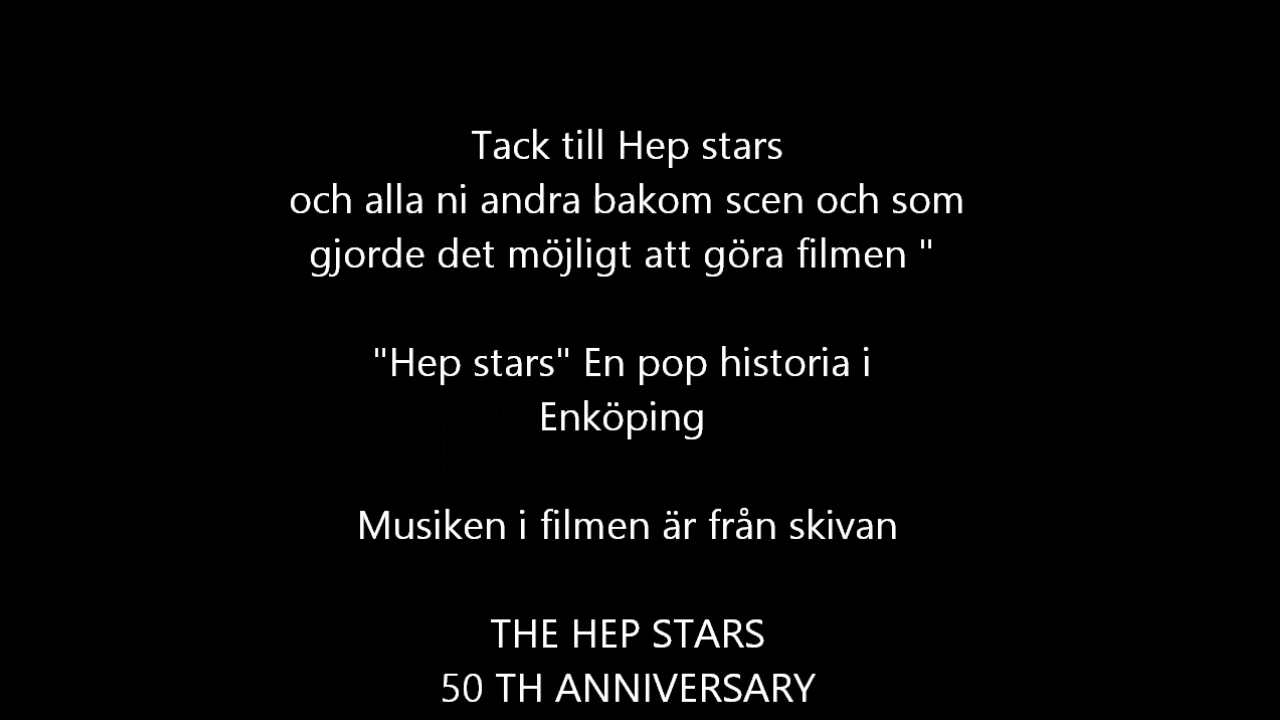 Tack till Hep stars
och alla ni andra bakom scen och som
gjorde det möjligt att göra filmen "
"Hep stars" En pop historia i
Enköping
Musiken i filmen är från skivan
THE HEP STARS
50 TH ANNIVERSARY